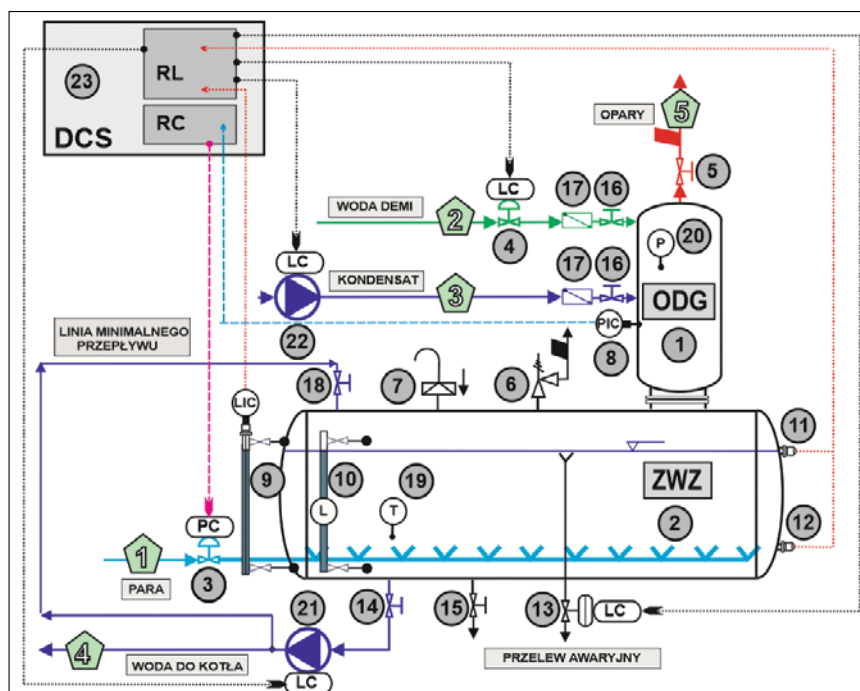 23
RL
RC
DCS
OPARY
5
5
LC
17
16
WODA DEMI
2
4
20
P
LC
KONDENSAT
3
17
16
ODG
PIC
1
22
8
LINIA MINIMALNEGO
PRZEPŁYWU
18
7
6
LIC
11
9
10
19
ZWZ
L
T
2
12
PC
1
PARA
3
21
14
15
13
LC
4
WODA DO KOTŁA
PRZELEW AWARYJNY
LC